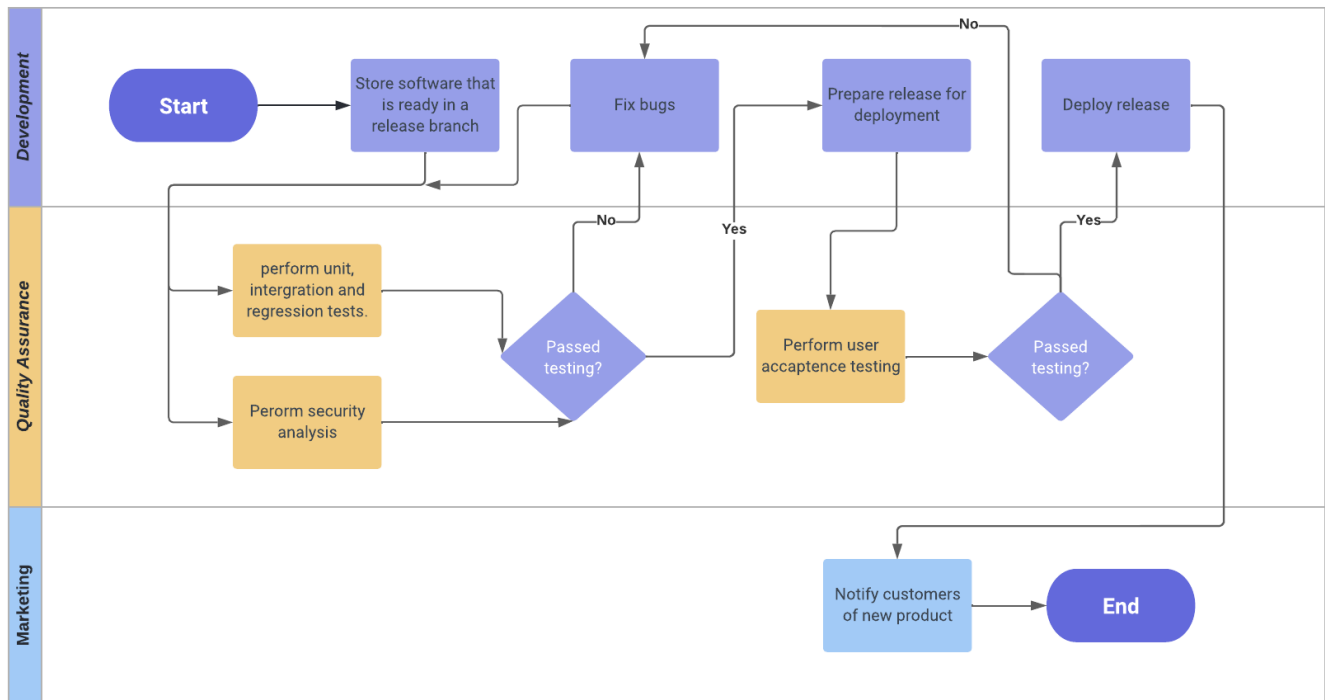 Development
Start
Store software that
is ready in a
release branch
Fix bugs
Prepare release for
deployment
Deploy release
No
No
Yes
Yes
Quality Assurance
perform unit,
intergration and
regression tests.
Perorm security
analysis
Passed
testing?
Perform user
accaptence testing
Passed
testing?
Marketing
Notify customers
of new product
End